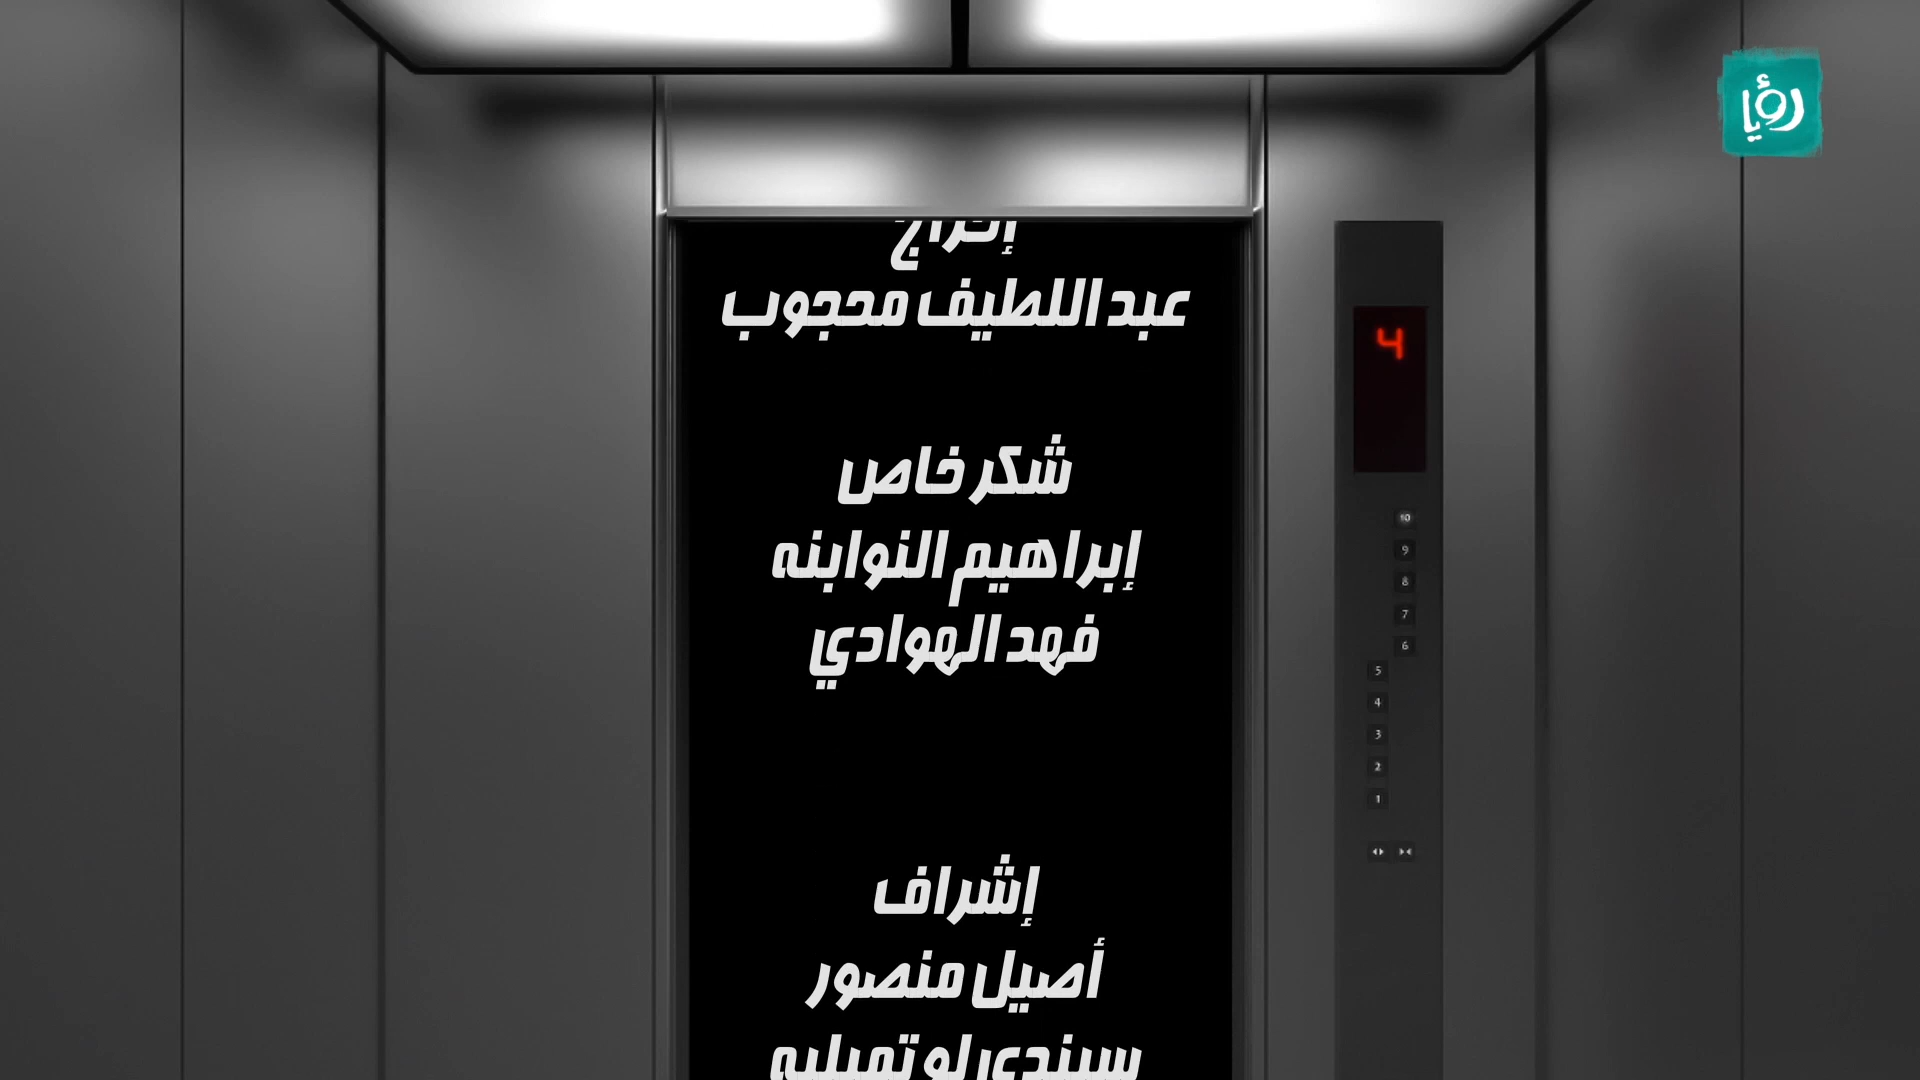 رؤيا
إخراج
عبد اللطيف محجوب
شكر خاص
إبراهيم النوابنه
فهد الهوادي
إشراف
أصيل منصور
4
10
9
8
7
6
5
4
3
2
1